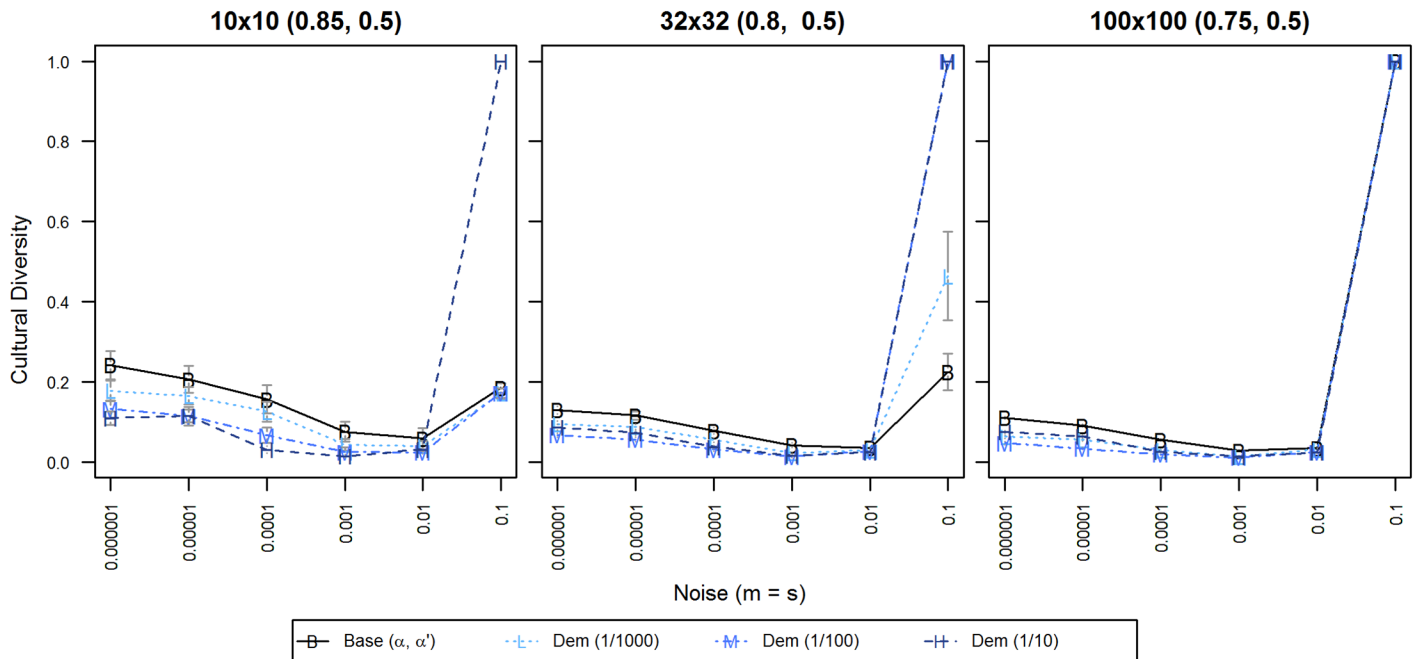 10x10 (0.85, 0.5)
32x32 (0.8, 0.5)
100x100 (0.75, 0.5)
Cultural Diversity
1.0
0.8
0.6
0.4
0.2
0.0
B B B B B B
L L L L L L
M M M M M M
H H H H H H
0.000001 0.00001 0.0001 0.001 0.01 0.1
0.000001 0.00001 0.0001 0.001 0.01 0.1
0.000001 0.00001 0.0001 0.001 0.01 0.1
Noise (m = s)
B Base (α, α') L Dem (1/1000) M Dem (1/100) H Dem (1/10)